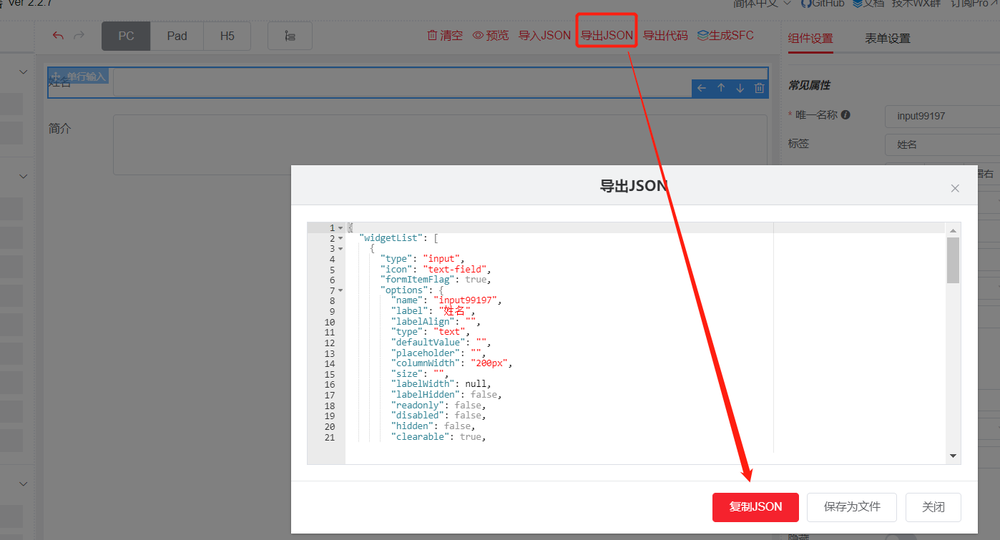 Ver 2.2.7
简体中文
GitHub
文档
技术WX群
订阅Pro
PC
Pad
H5
清空
预览
导入JSON
导出JSON
导出代码
生成SFC
组件设置
表单设置
单行输入
姓名
常见属性
* 唯一名称
input99197
简介
标签
姓名
居右
导出JSON
1 {
2 "widgetList": [
3 {
4 "type": "input",
5 "icon": "text-field",
6 "formItemFlag": true,
7 "options": {
8 "name": "input99197",
9 "label": "姓名",
10 "labelAlign": "",
11 "type": "text",
12 "defaultValue": "",
13 "placeholder": "",
14 "columnWidth": "200px",
15 "size": "",
16 "labelWidth": null,
17 "labelHidden": false,
18 "readonly": false,
19 "disabled": false,
20 "hidden": false,
21 "clearable": true,
复制JSON
保存为文件
关闭
隐藏